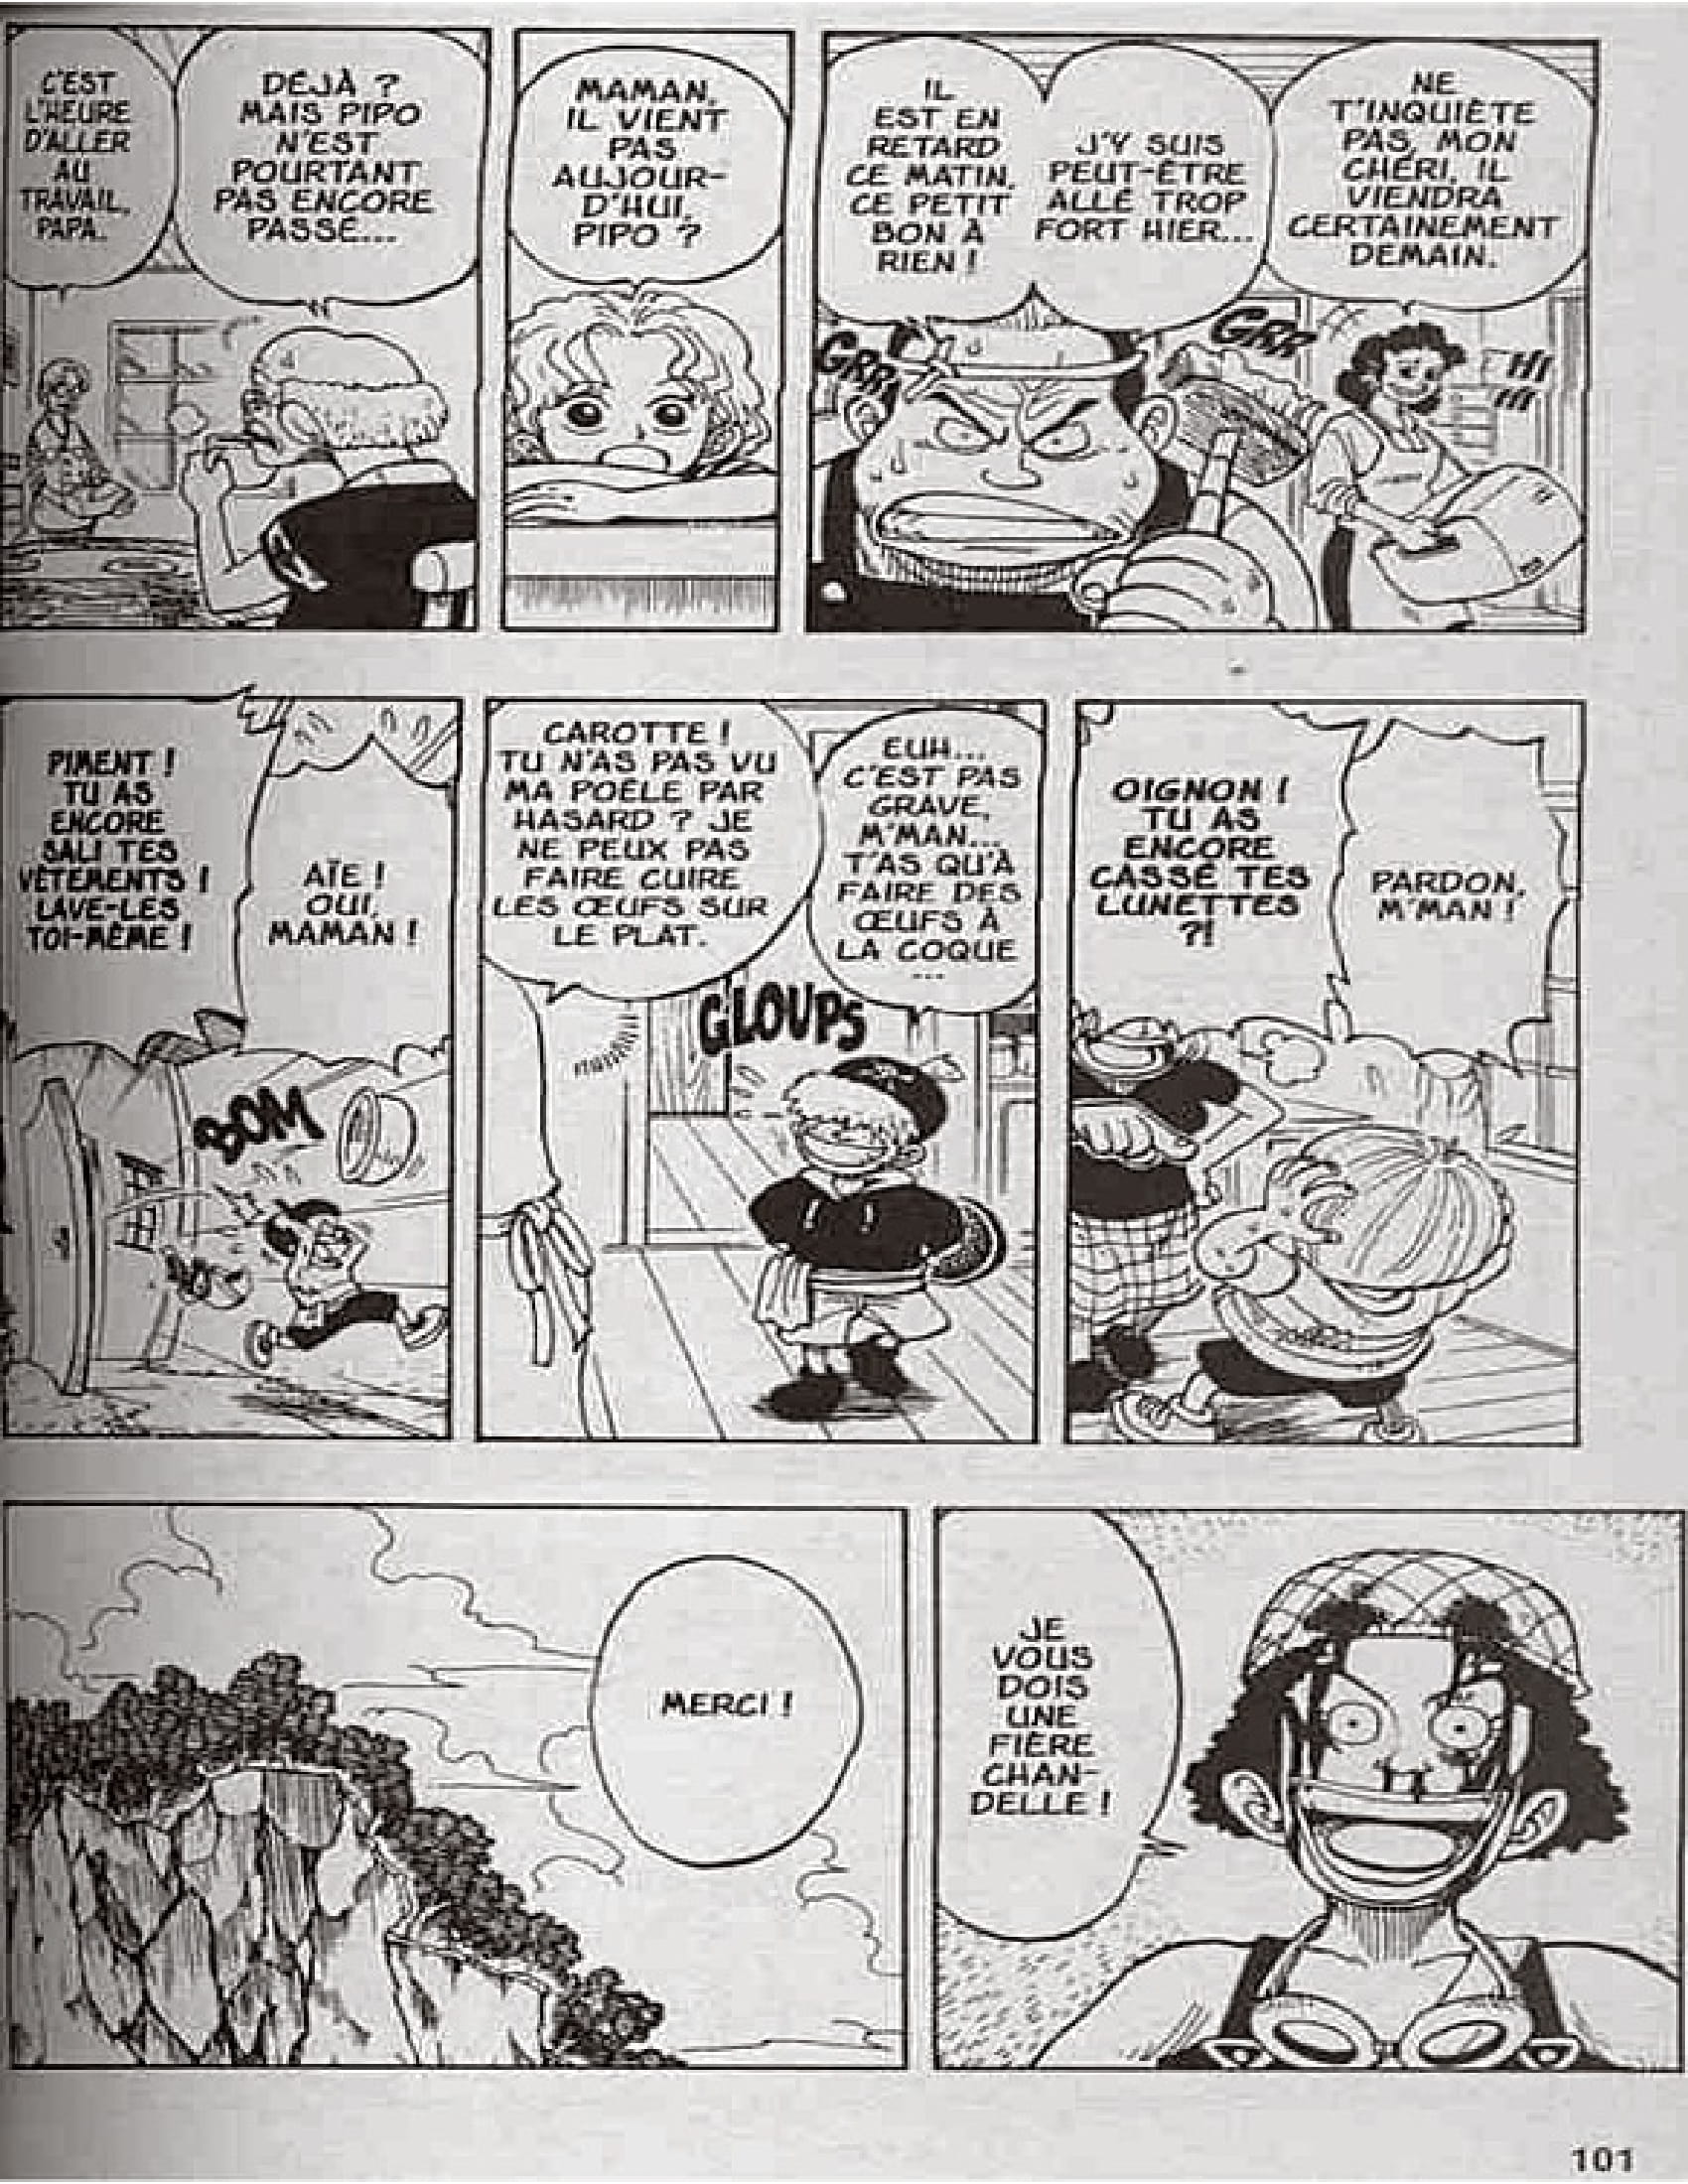 C'EST
L'HEURE
D'ALLER
AU
TRAVAIL,
PAPA.
DÉJÀ ?
MAIS PIPO
N'EST
POURTANT
PAS ENCORE
PASSÉ...
MAMAN,
IL VIENT
PAS
AUJOUR-
D'HUI,
PIPO ?
IL
EST EN
RETARD
CE MATIN,
CE PETIT
BON À
RIEN !
J'Y SUIS
PEUT-ÊTRE
ALLÉ TROP
FORT HIER...
NE
T'INQUIÈTE
PAS, MON
CHÉRI, IL
VIENDRA
CERTAINEMENT
DEMAIN.
GRR
GRR
HI
HI
PIMENT !
TU AS
ENCORE
SALI TES
VÊTEMENTS !
LAVE-LES
TOI-MÊME !
AÏE !
OUI,
MAMAN !
BOM
CAROTTE !
TU N'AS PAS VU
MA POÊLE PAR
HASARD ? JE
NE PEUX PAS
FAIRE CUIRE
LES ŒUFS SUR
LE PLAT.
EUH...
C'EST PAS
GRAVE,
M'MAN...
T'AS QU'À
FAIRE DES
ŒUFS À
LA COQUE
...
GLOUPS
OIGNON !
TU AS
ENCORE
CASSÉ TES
LUNETTES
?!
PARDON,
M'MAN !
MERCI !
JE
VOUS
DOIS
UNE
FIÈRE
CHAN-
DELLE !
101